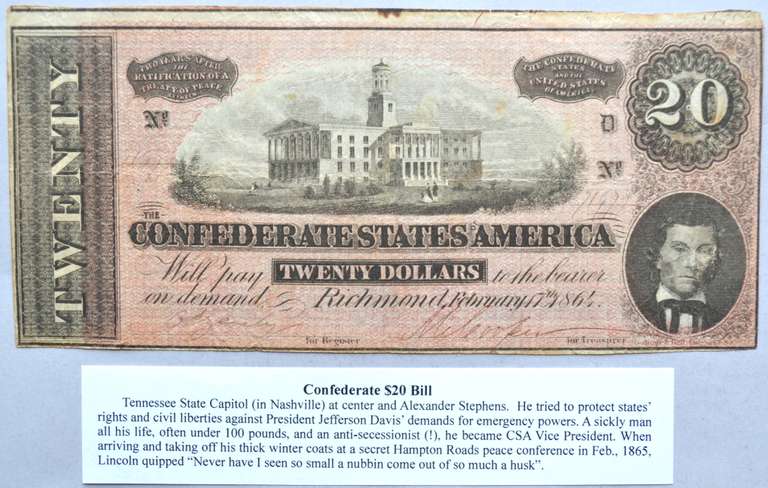 TWO YEARS AFTER
THE
RATIFICATION OF A
TREATY OF PEACE
BETWEEN
THE CONFEDERATE
STATES
AND THE
UNITED STATES
OF AMERICA
20
TWENTY
No
D
No
THE
CONFEDERATE STATES AMERICA
Will pay TWENTY DOLLARS to the bearer
on demand Richmond, February 17th 1864.
for Register
for Treasurer
Confederate $20 Bill
Tennessee State Capitol (in Nashville) at center and Alexander Stephens. He tried to protect states'
rights and civil liberties against President Jefferson Davis' demands for emergency powers. A sickly man
all his life, often under 100 pounds, and an anti-secessionist (!), he became CSA Vice President. When
arriving and taking off his thick winter coats at a secret Hampton Roads peace conference in Feb., 1865,
Lincoln quipped “Never have I seen so small a nubbin come out of so much a husk”.